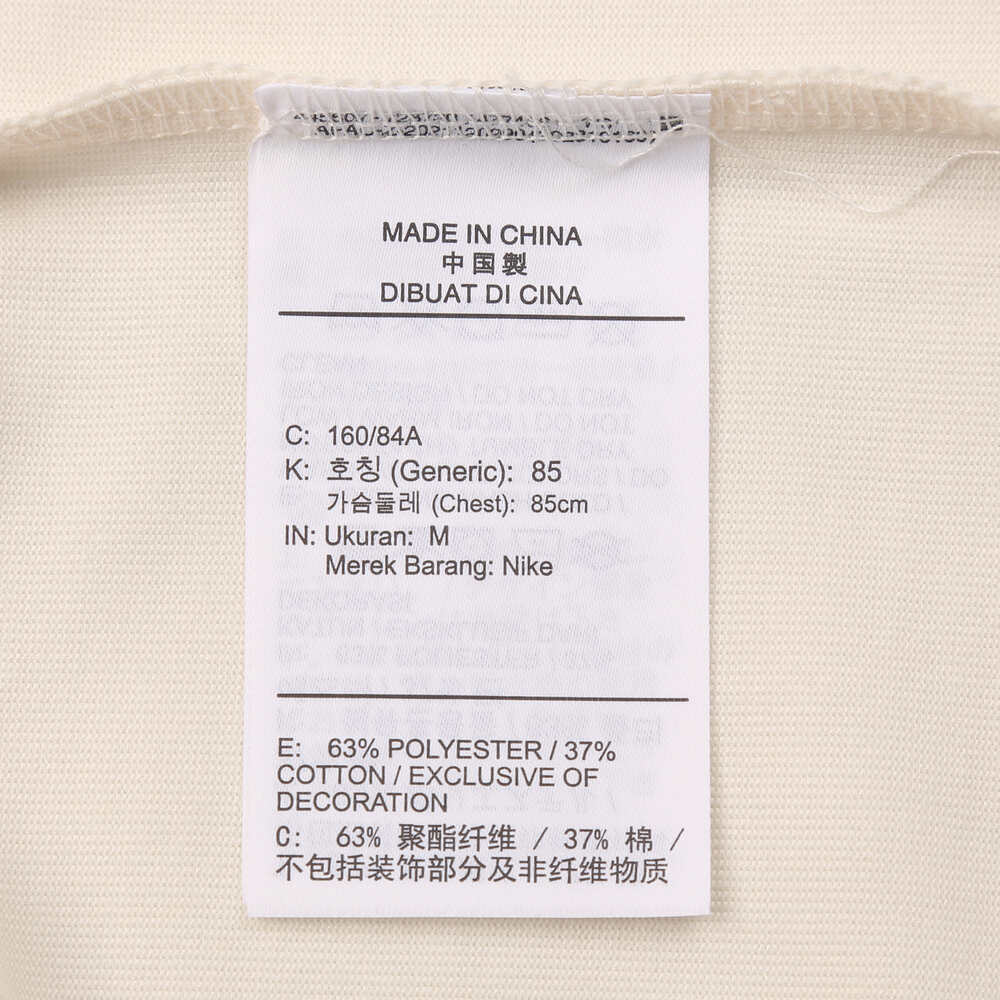 MADE IN CHINA
中国製
DIBUAT DI CINA
C: 160/84A
K: 호칭 (Generic): 85
가슴둘레 (Chest): 85cm
IN: Ukuran: M
Merek Barang: Nike
E: 63% POLYESTER / 37%
COTTON / EXCLUSIVE OF
DECORATION
C: 63% 聚酯纤维 / 37% 棉 /
不包括装饰部分及非纤维物质